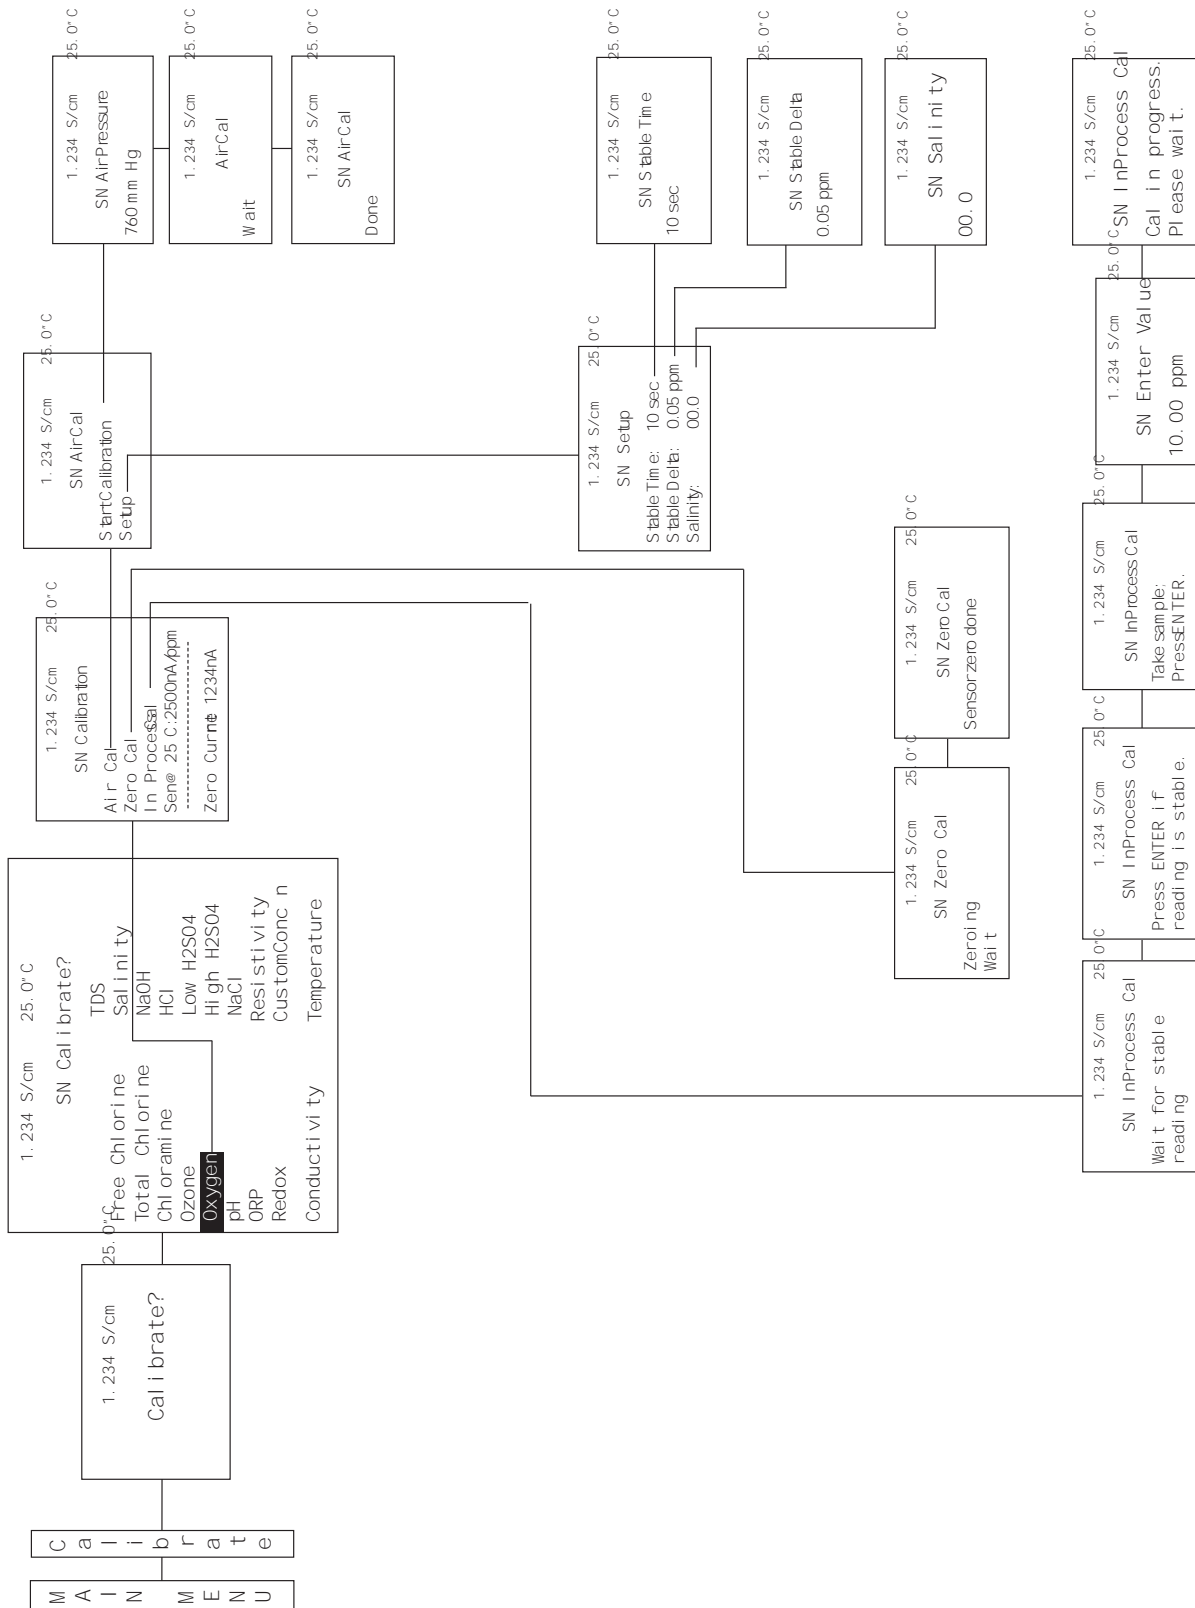 MAIN MENU
Calibrate
1.234 S/cm 25.0°C
Calibrate?
1.234 S/cm 25.0°C
SN Calibrate?
Free Chlorine TDS
Total Chlorine Salinity
Chloramine NaOH
Ozone HCl
Oxygen Low H2SO4
pH High H2SO4
ORP NaCl
Redox Resistivity
CustomConc n
Conductivity Temperature
1.234 S/cm 25.0°C
SN Calibration
Air Cal
Zero Cal
In Process Cal
Sen@ 25 C:2500nA/ppm
Zero Curnt 1234nA
1.234 S/cm 25.0°C
SN AirCal
StartCalibration
Setup
1.234 S/cm 25.0°C
SN AirPressure
760mm Hg
1.234 S/cm 25.0°C
AirCal
Wait
1.234 S/cm 25.0°C
SN AirCal
Done
1.234 S/cm 25.0°C
SN Setup
Stable Time: 10 sec
Stable Delta: 0.05 ppm
Salinity: 00.0
1.234 S/cm 25.0°C
SN Stable Time
10 sec
1.234 S/cm 25.0°C
SN Stable Delta
0.05 ppm
1.234 S/cm 25.0°C
SN Salinity
00.0
1.234 S/cm 25.0°C
SN Zero Cal
Zeroing
Wait
1.234 S/cm 25.0°C
SN Zero Cal
Sensor zero done
1.234 S/cm 25.0°C
SN InProcess Cal
Wait for stable
reading
1.234 S/cm 25.0°C
SN InProcess Cal
Press ENTER if
reading is stable.
1.234 S/cm 25.0°C
SN InProcess Cal
Take sample;
Press ENTER.
1.234 S/cm 25.0°C
SN Enter Value
10.00 ppm
1.234 S/cm 25.0°C
SN InProcess Cal
Cal in progress.
Please wait.